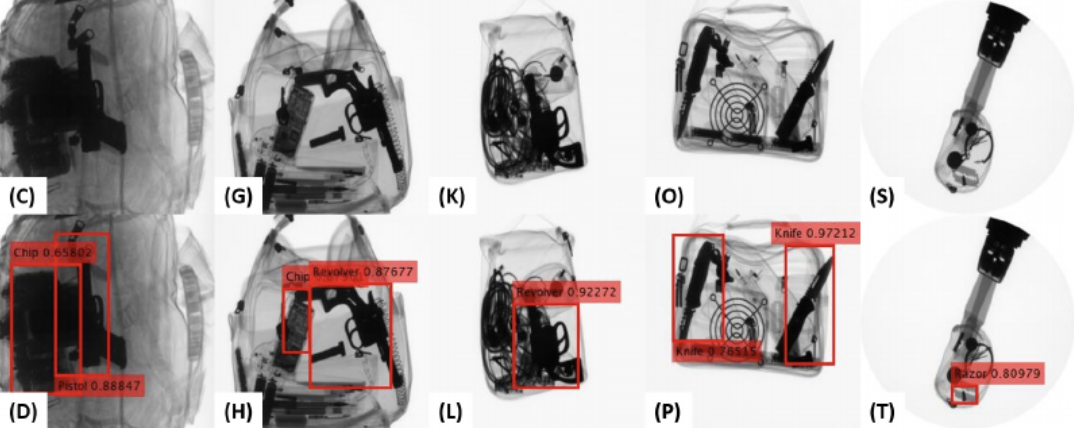 (C)
(G)
(K)
(O)
(S)
Chip 0.65802
Pistol 0.88847
(D)
Chip
Revolver 0.87677
(H)
Revolver 0.92272
(L)
Knife 0.97212
Knife 0.76515
(P)
Razor 0.80979
(T)